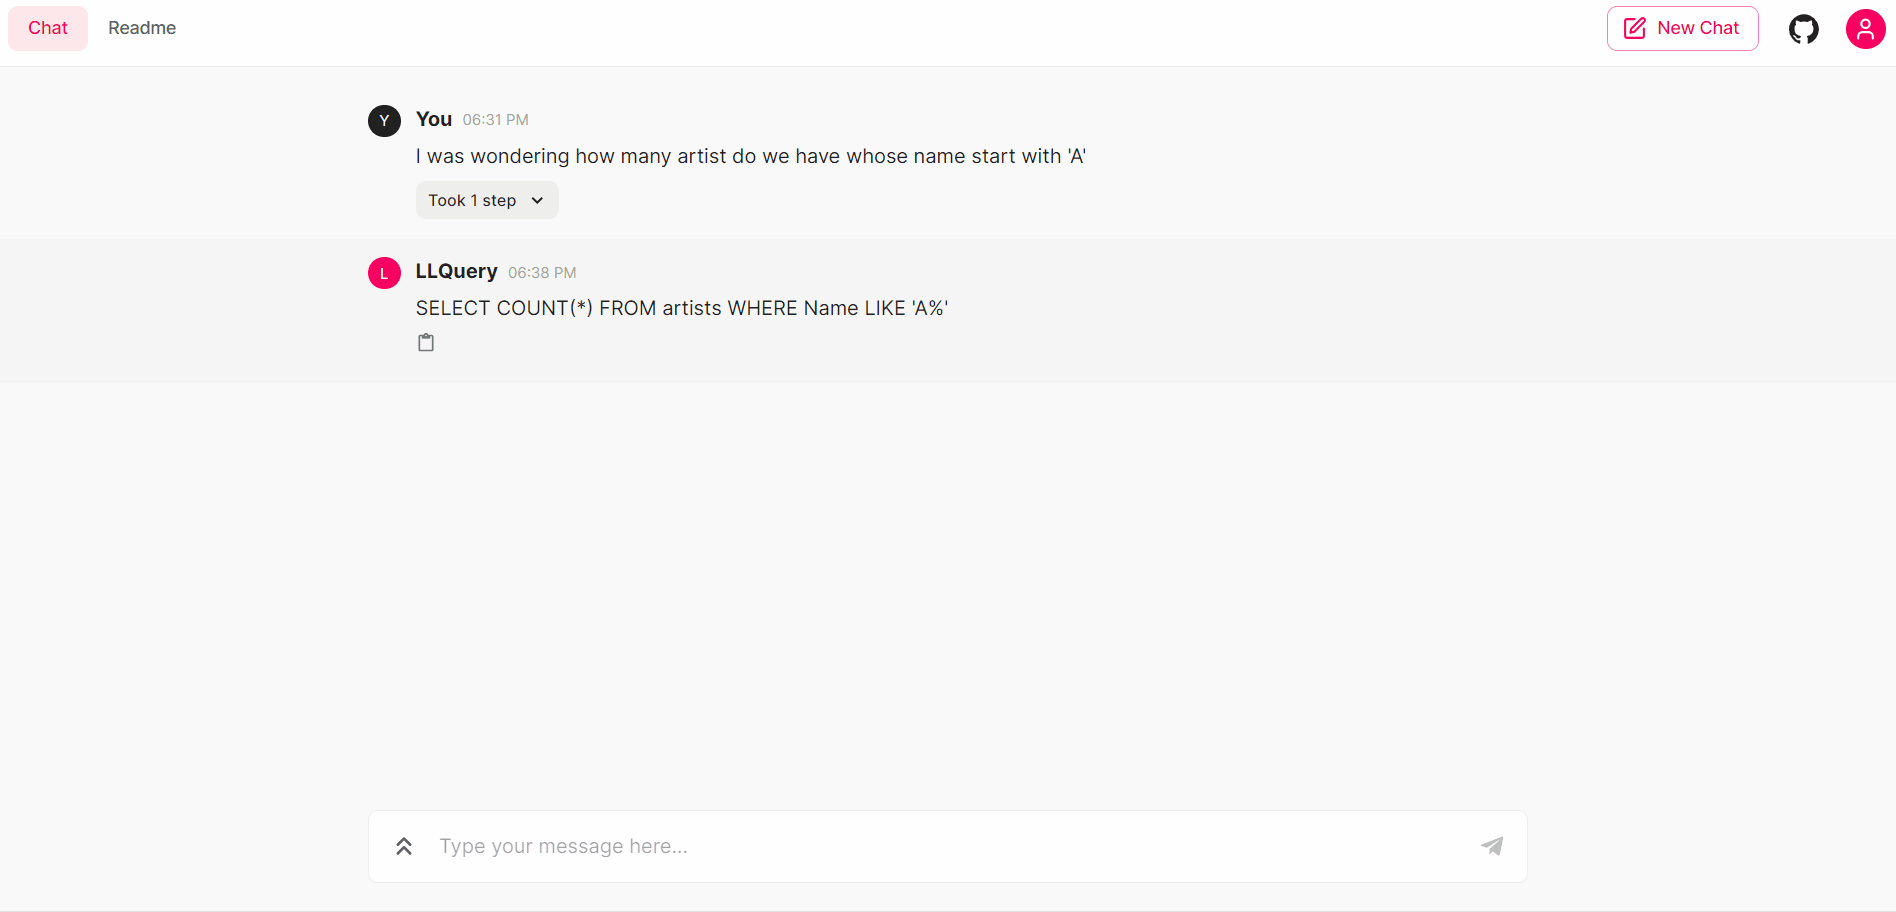 Chat
Readme
New Chat
Y
You 06:31 PM
I was wondering how many artist do we have whose name start with 'A'
Took 1 step
L
LLQuery 06:38 PM
SELECT COUNT(*) FROM artists WHERE Name LIKE 'A%'
Type your message here...